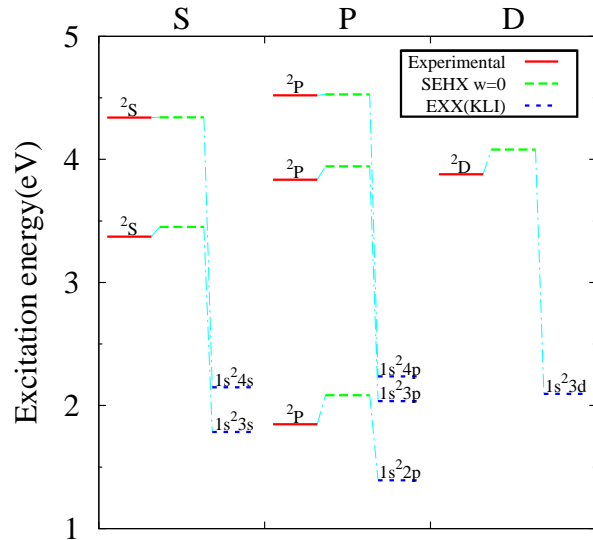 S P D
5
4
3
2
1
Excitation energy(eV)
Experimental
SEHX w=0
EXX(KLI)
²S
²S
1s²4s
1s²3s
²P
²P
²P
1s²4p
1s²3p
1s²2p
²D
1s²3d